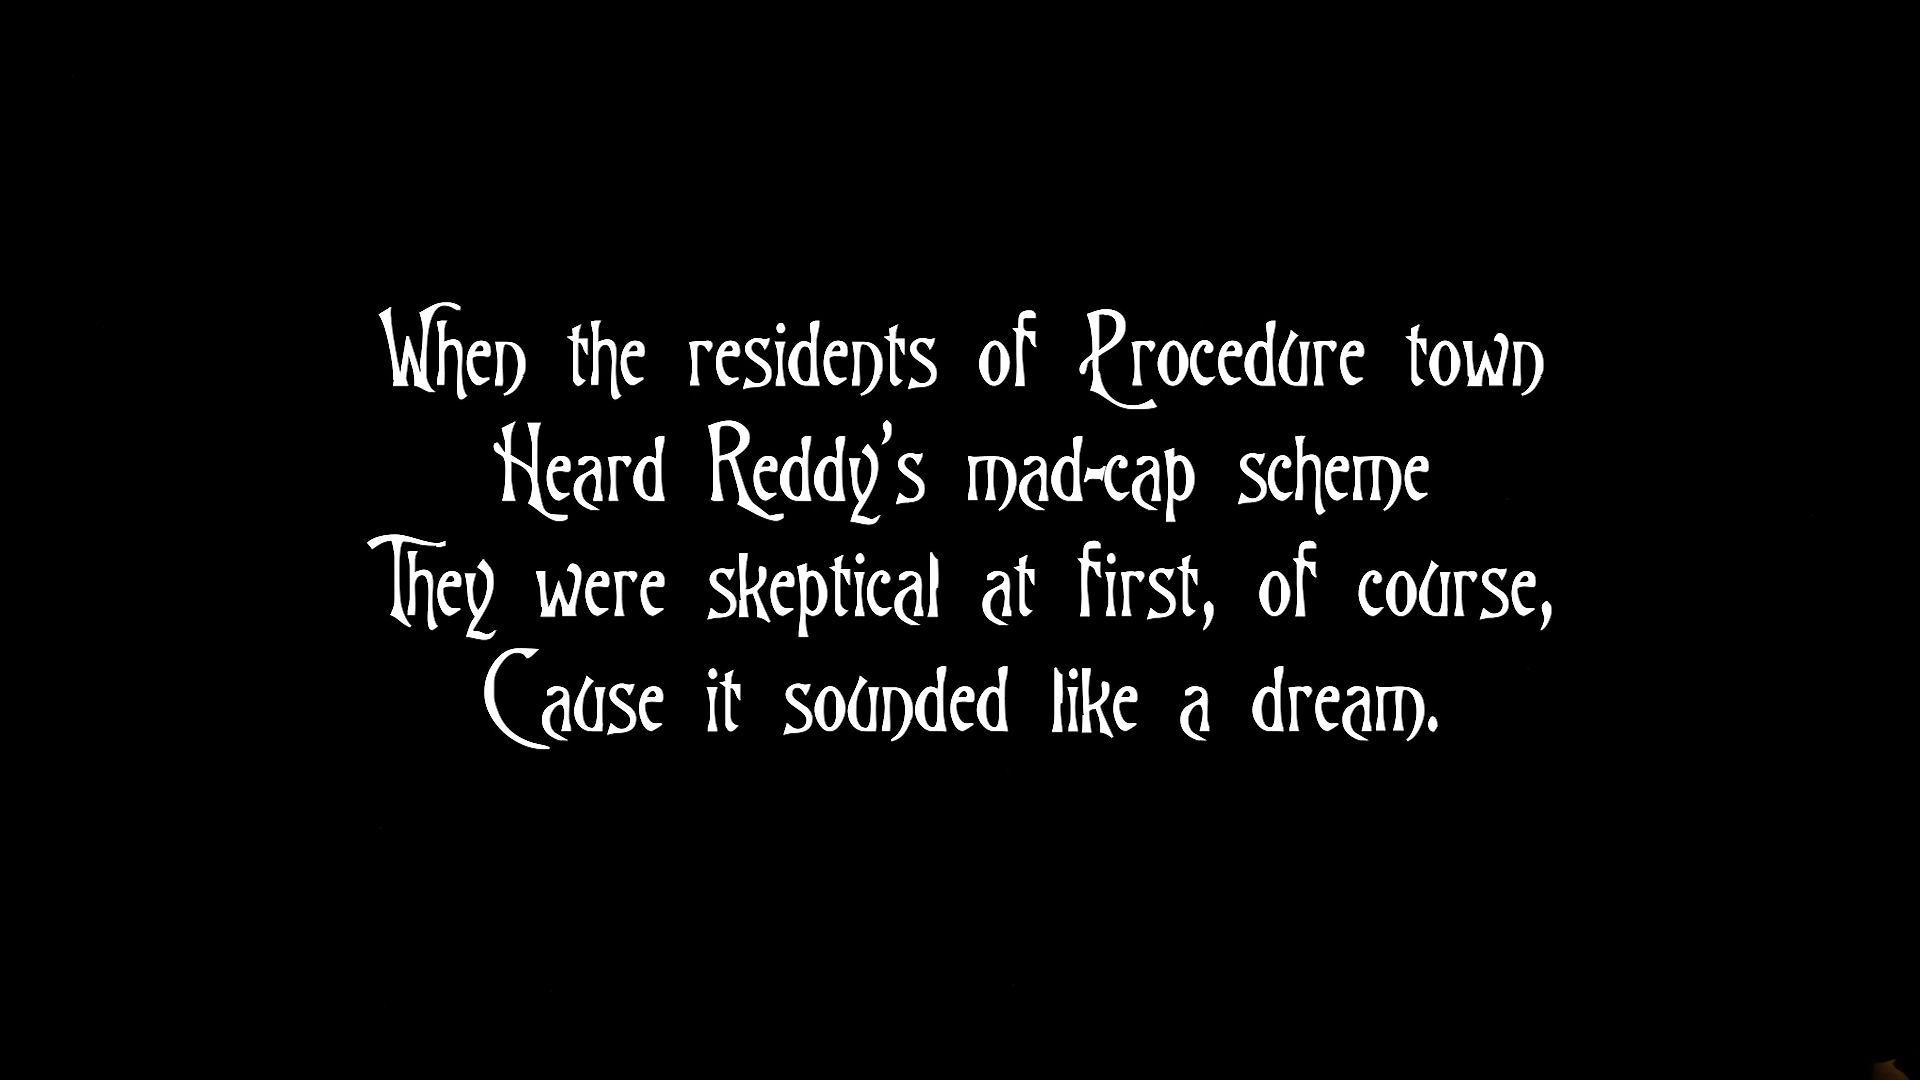 When the residents of Procedure town
Heard Reddy's mad-cap scheme
They were skeptical at first, of course,
Cause it sounded like a dream.